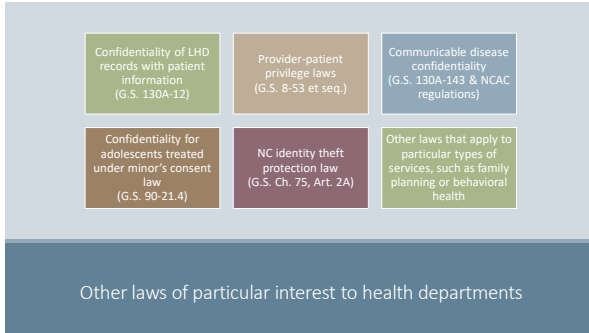 Confidentiality of LHD
records with patient
information
(G.S. 130A-12)
Provider-patient
privilege laws
(G.S. 8-53 et seq.)
Communicable disease
confidentiality
(G.S. 130A-143 & NCAC
regulations)
Confidentiality for
adolescents treated
under minor's consent
law
(G.S. 90-21.4)
NC identity theft
protection law
(G.S. Ch. 75, Art. 2A)
Other laws that apply to
particular types of
services, such as family
planning or behavioral
health
Other laws of particular interest to health departments